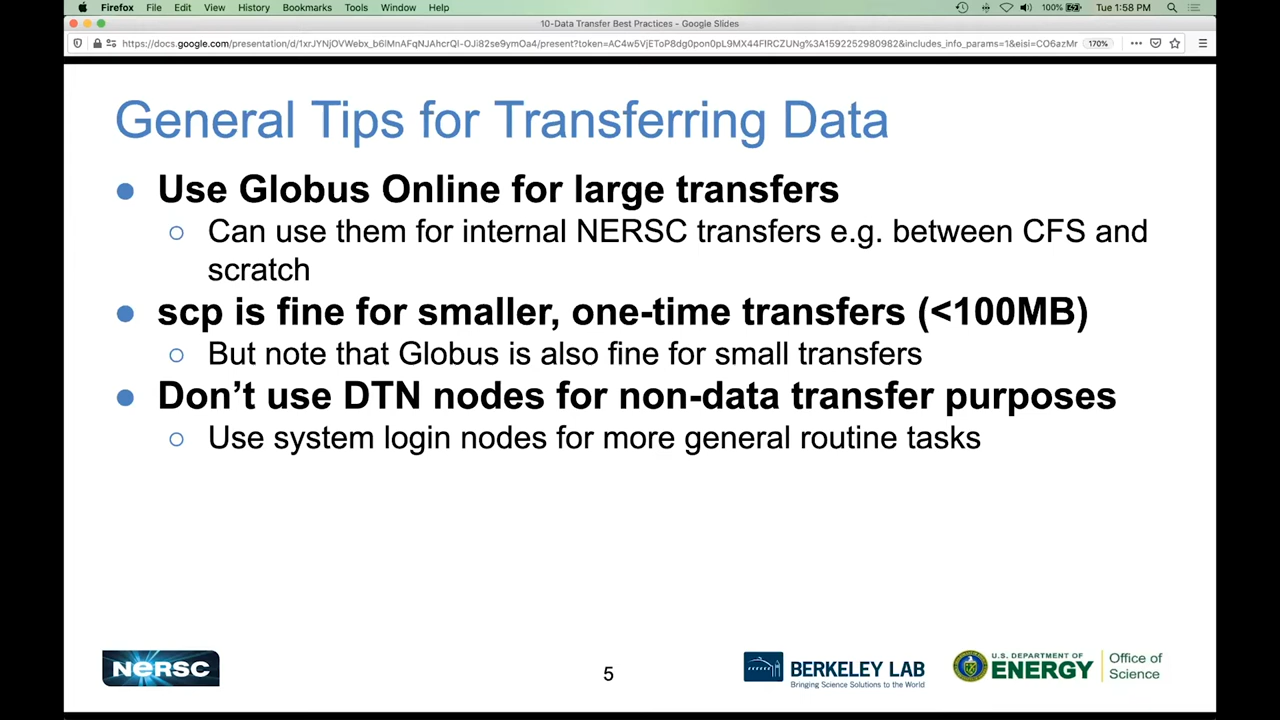 Firefox File Edit View History Bookmarks Tools Window Help 100% Tue 1:58 PM
10-Data Transfer Best Practices - Google Slides
170%
General Tips for Transferring Data
● Use Globus Online for large transfers
○ Can use them for internal NERSC transfers e.g. between CFS and
scratch
● scp is fine for smaller, one-time transfers (<100MB)
○ But note that Globus is also fine for small transfers
● Don't use DTN nodes for non-data transfer purposes
○ Use system login nodes for more general routine tasks
NERSC
5
BERKELEY LAB
Bringing Science Solutions to the World
U.S. DEPARTMENT OF
ENERGY
Office of
Science